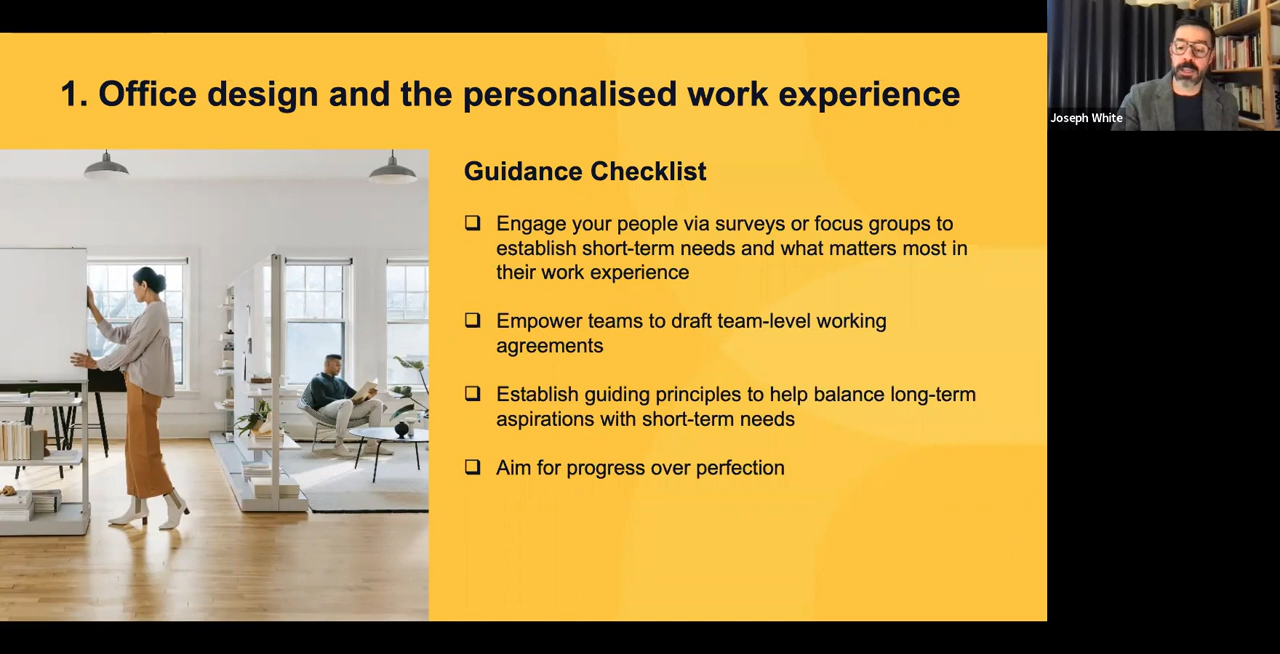 1. Office design and the personalised work experience
Joseph White
Guidance Checklist
❑ Engage your people via surveys or focus groups to
establish short-term needs and what matters most in
their work experience
❑ Empower teams to draft team-level working
agreements
❑ Establish guiding principles to help balance long-term
aspirations with short-term needs
❑ Aim for progress over perfection